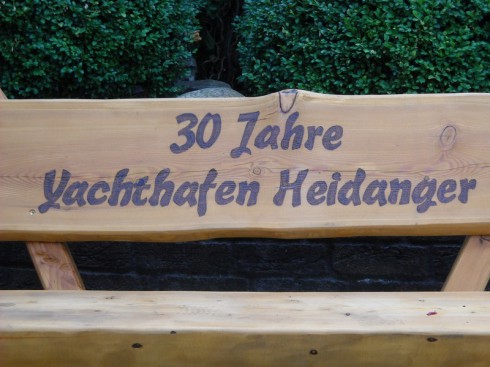 30 Jahre
Yachthafen Heidanger